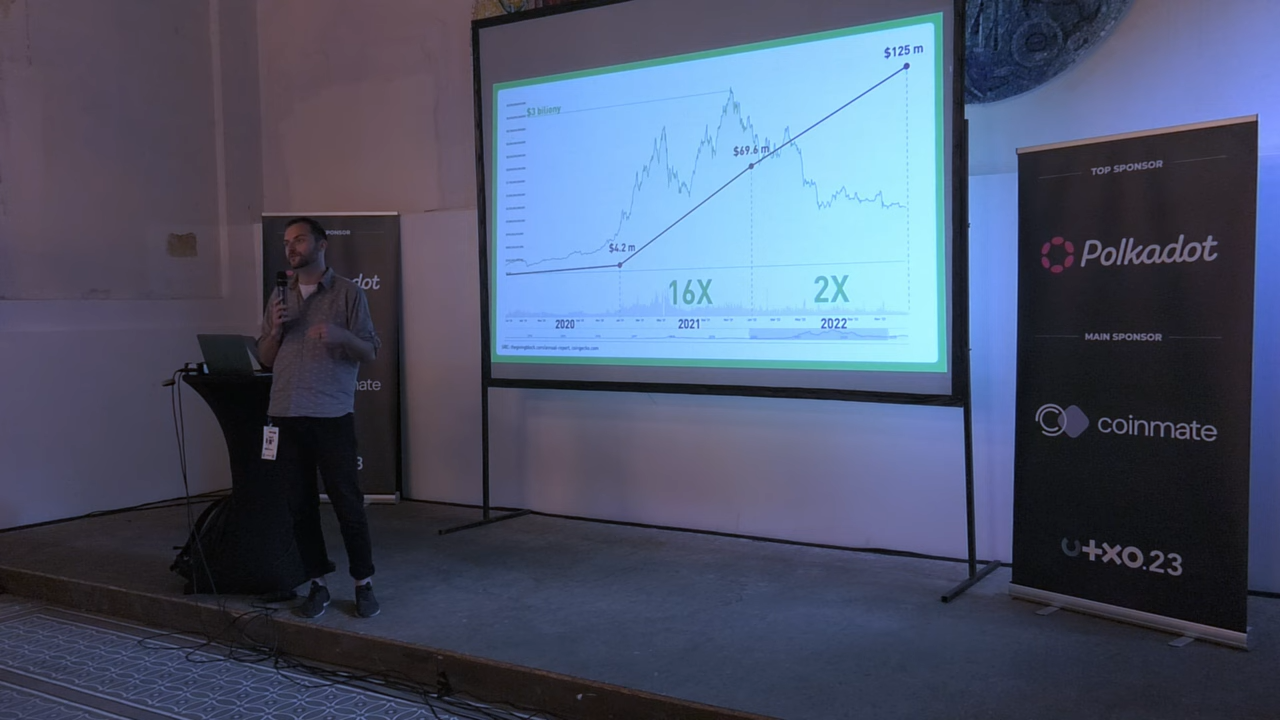 $125 m
$3 biliony
$69.6 m
$4.2 m
16X
2X
2020
2021
2022
TOP SPONSOR
Polkadot
MAIN SPONSOR
coinmate
utxo.23